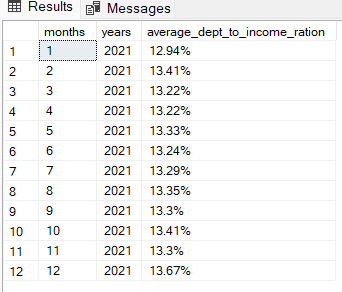 Results Messages
months years average_dept_to_income_ration
1 1 2021 12.94%
2 2 2021 13.41%
3 3 2021 13.22%
4 4 2021 13.22%
5 5 2021 13.33%
6 6 2021 13.24%
7 7 2021 13.29%
8 8 2021 13.35%
9 9 2021 13.3%
10 10 2021 13.41%
11 11 2021 13.3%
12 12 2021 13.67%